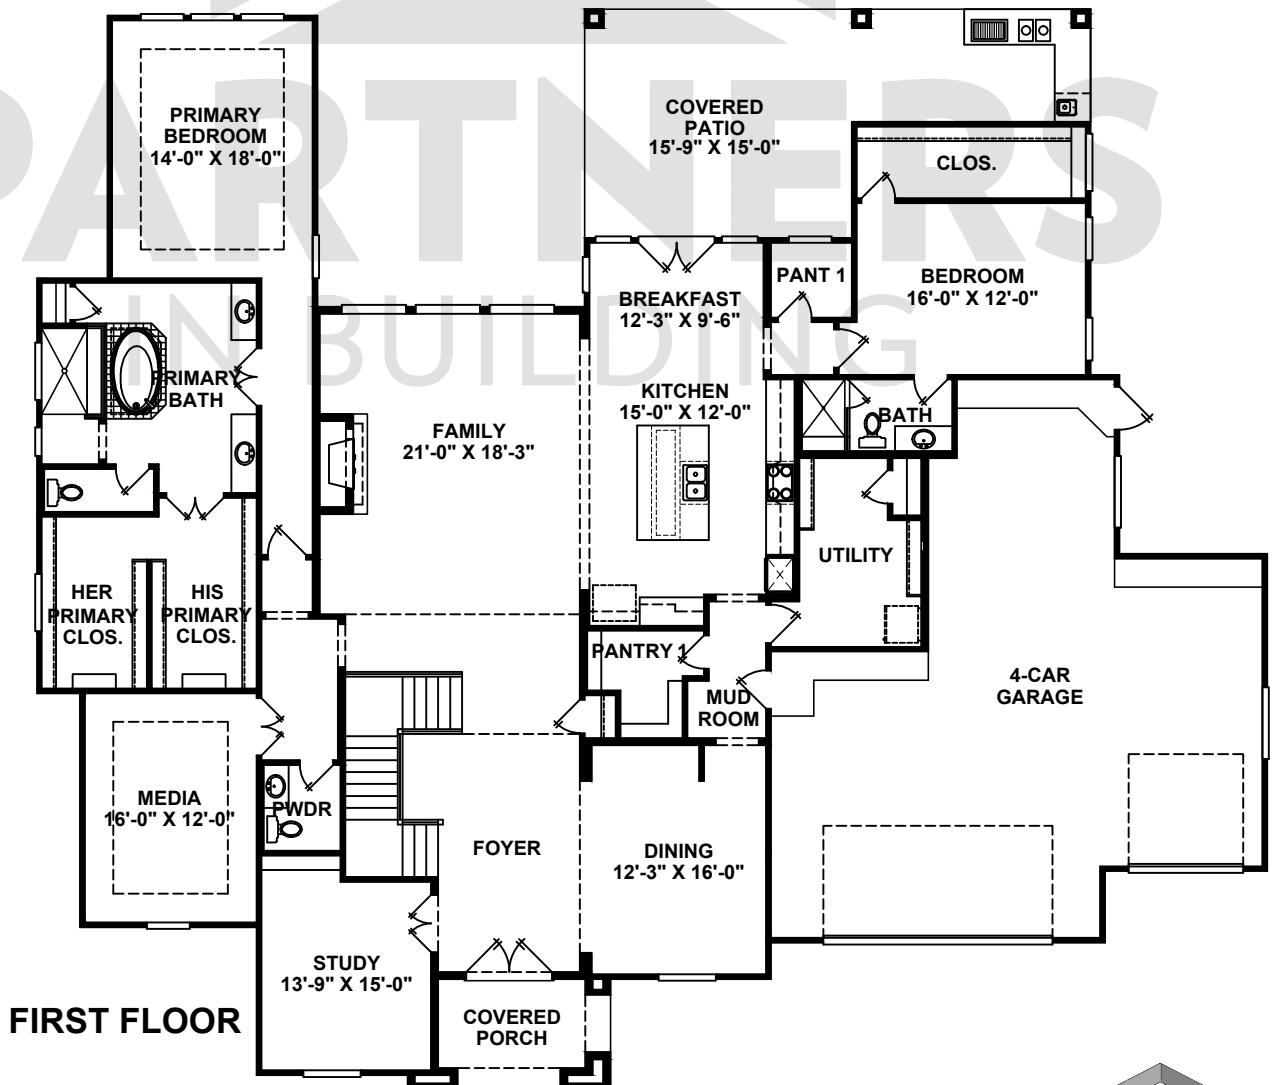 PARTNERS
IN BUILDING
PRIMARY
BEDROOM
14'-0" X 18'-0"
COVERED
PATIO
15'-9" X 15'-0"
CLOS.
BEDROOM
16'-0" X 12'-0"
PANT 1
BREAKFAST
12'-3" X 9'-6"
PRIMARY
BATH
KITCHEN
15'-0" X 12'-0"
BATH
FAMILY
21'-0" X 18'-3"
UTILITY
HER
PRIMARY
CLOS.
HIS
PRIMARY
CLOS.
PANTRY 1
MUD
ROOM
4-CAR
GARAGE
MEDIA
16'-0" X 12'-0"
PWDR
FOYER
DINING
12'-3" X 16'-0"
STUDY
13'-9" X 15'-0"
COVERED
PORCH
FIRST FLOOR